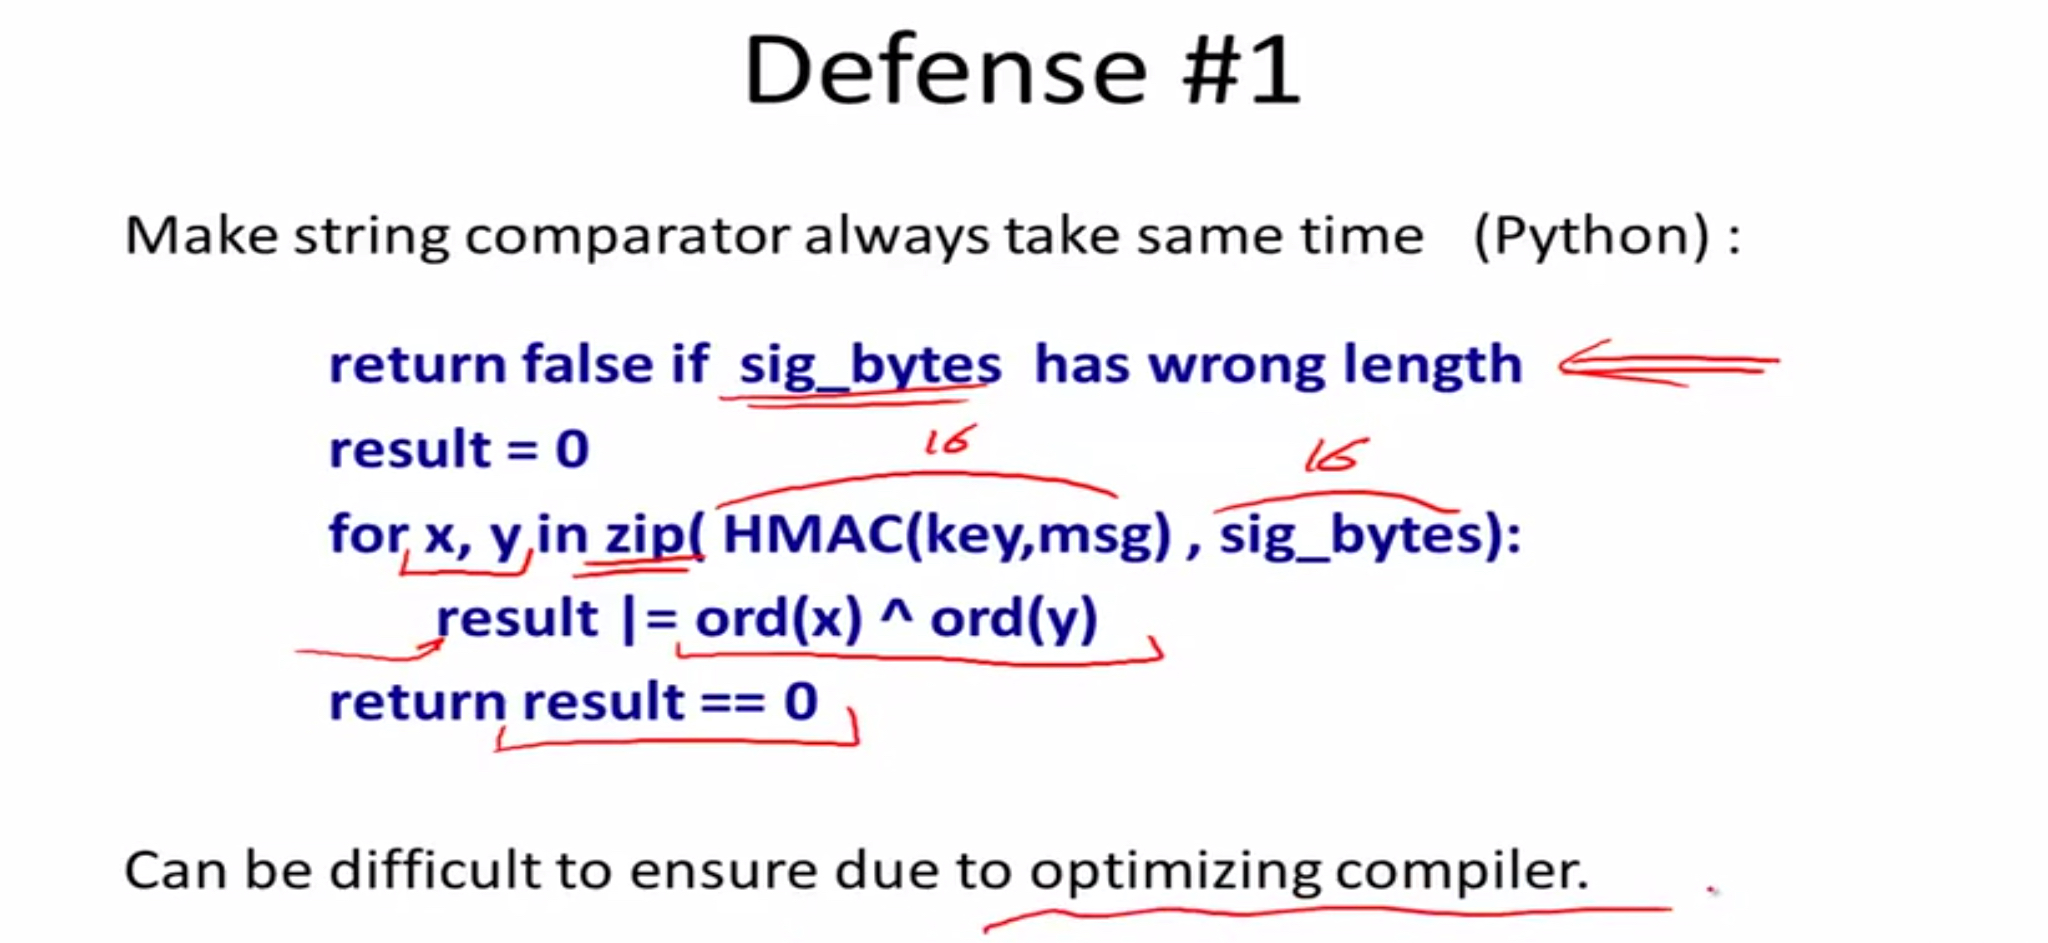 Defense #1
Make string comparator always take same time (Python) :
return false if sig_bytes has wrong length
result = 0
16 16
for x, y in zip( HMAC(key,msg) , sig_bytes):
result |= ord(x) ^ ord(y)
return result == 0
Can be difficult to ensure due to optimizing compiler.